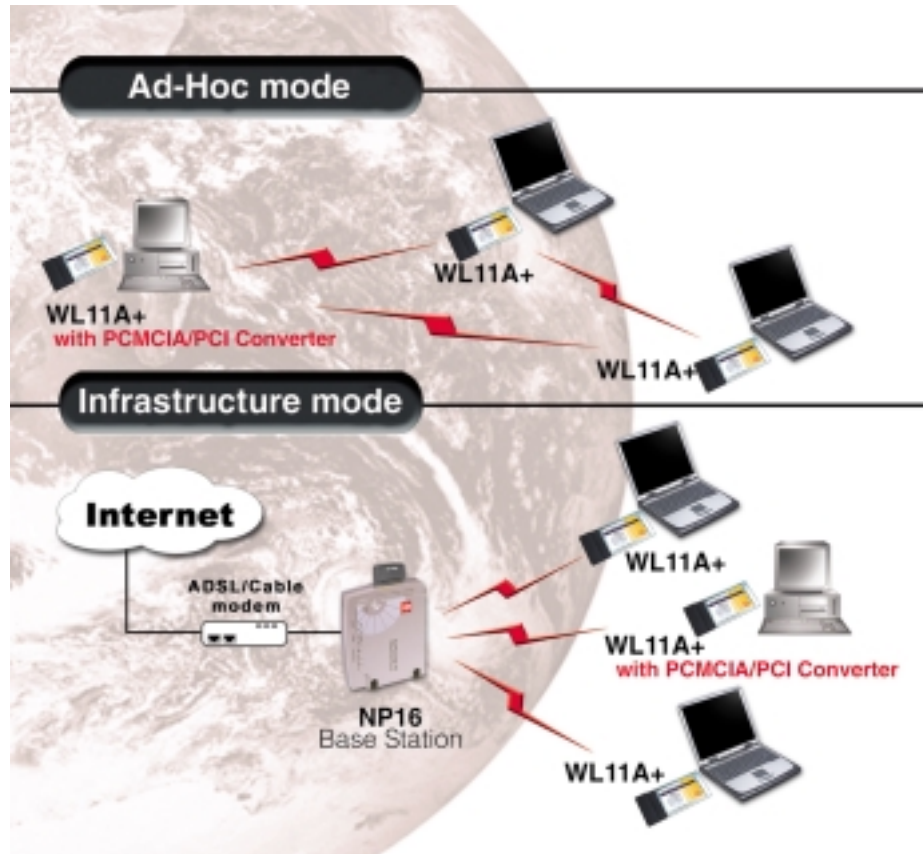 Ad-Hoc mode
WL11A+
WL11A+
with PCMCIA/PCI Converter
WL11A+
Infrastructure mode
Internet
ADSL/Cable
modem
WL11A+
WL11A+
with PCMCIA/PCI Converter
NP16
Base Station
WL11A+